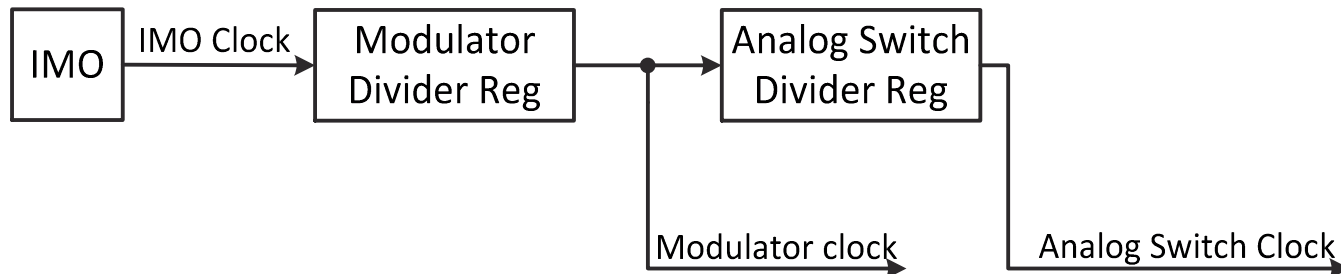 IMO
IMO Clock
Modulator
Divider Reg
Analog Switch
Divider Reg
Modulator clock
Analog Switch Clock